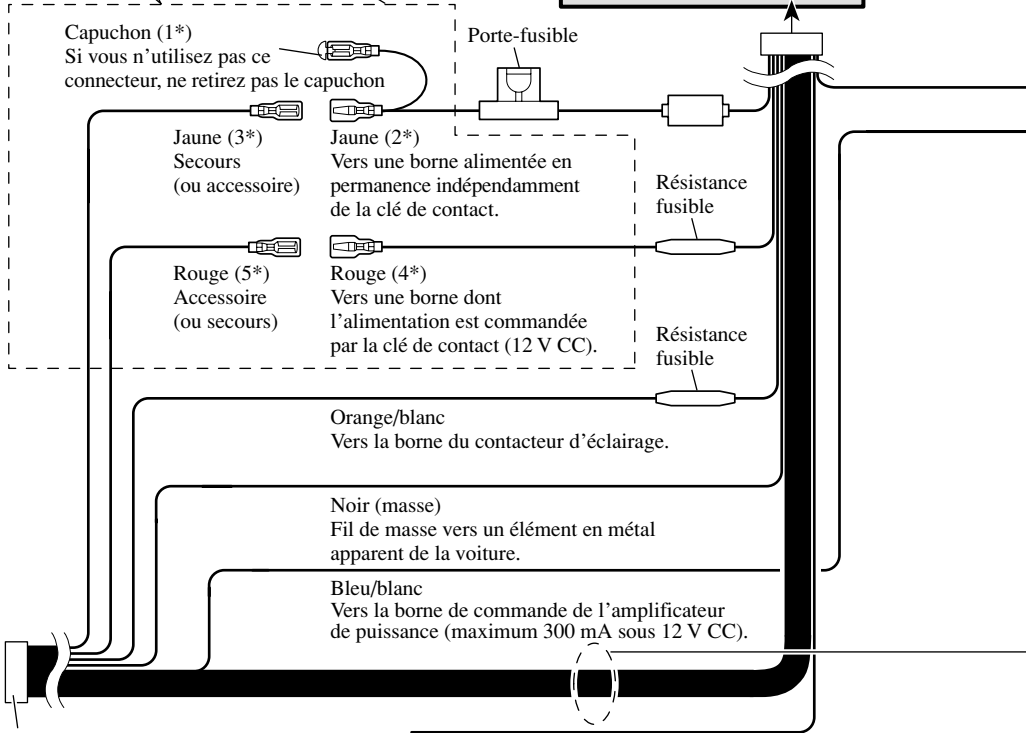 Capuchon (1*)
Si vous n’utilisez pas ce
connecteur, ne retirez pas le capuchon
Porte-fusible
Jaune (3*)
Secours
(ou accessoire)
Jaune (2*)
Vers une borne alimentée en
permanence indépendamment
de la clé de contact.
Résistance
fusible
Rouge (5*)
Accessoire
(ou secours)
Rouge (4*)
Vers une borne dont
l’alimentation est commandée
par la clé de contact (12 V CC).
Résistance
fusible
Orange/blanc
Vers la borne du contacteur d’éclairage.
Noir (masse)
Fil de masse vers un élément en métal
apparent de la voiture.
Bleu/blanc
Vers la borne de commande de l’amplificateur
de puissance (maximum 300 mA sous 12 V CC).